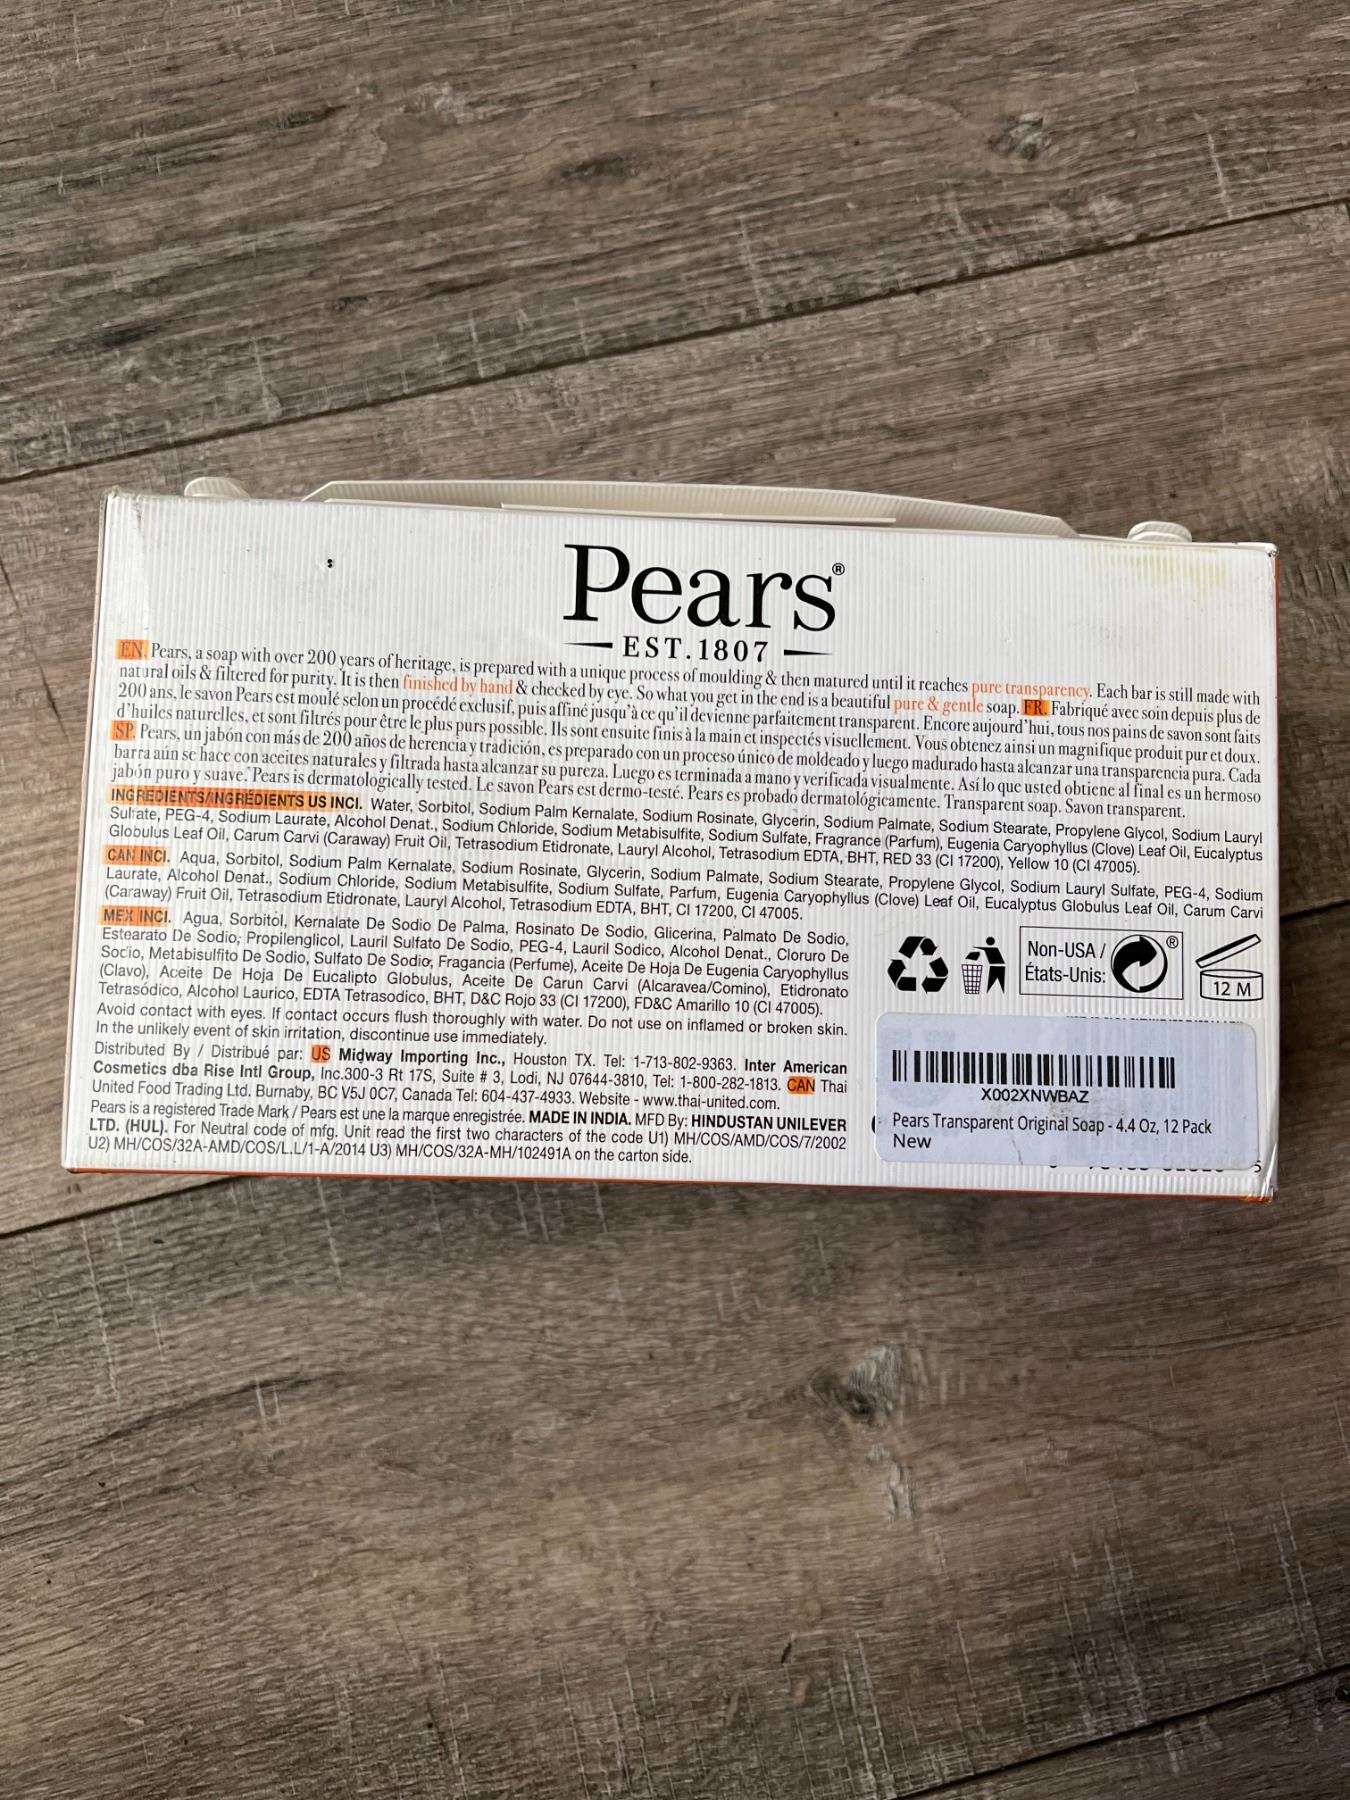 Pears®
EST.1807
EN. Pears, a soap with over 200 years of heritage, is prepared with a unique process of moulding & then matured until it reaches pure transparency. Each bar is still made with
natural oils & filtered for purity. It is then finished by hand & checked by eye. So what you get in the end is a beautiful pure & gentle soap. FR. Fabriqué avec soin depuis plus de
200 ans, le savon Pears est moulé selon un procédé exclusif, puis affiné jusqu'à ce qu'il devienne parfaitement transparent. Encore aujourd'hui, tous nos pains de savon sont faits
d'huiles naturelles, et sont filtrés pour être le plus purs possible. Ils sont ensuite finis à la main et inspectés visuellement. Vous obtenez ainsi un magnifique produit pur et doux.
SP. Pears, un jabón con más de 200 años de herencia y tradición, es preparado con un proceso único de moldeado y luego madurado hasta alcanzar una transparencia pura. Cada
barra aún se hace con aceites naturales y filtrada hasta alcanzar su pureza. Luego es terminada a mano y verificada visualmente. Así lo que usted obtiene al final es un hermoso
jabón puro y suave. Pears is dermatologically tested. Le savon Pears est dermo-testé. Pears es probado dermatológicamente. Transparent soap. Savon transparent.
INGREDIENTS/INGRÉDIENTS US INCI. Water, Sorbitol, Sodium Palm Kernalate, Sodium Rosinate, Glycerin, Sodium Palmate, Sodium Stearate, Propylene Glycol, Sodium Lauryl
Sulfate, PEG-4, Sodium Laurate, Alcohol Denat., Sodium Chloride, Sodium Metabisulfite, Sodium Sulfate, Fragrance (Parfum), Eugenia Caryophyllus (Clove) Leaf Oil, Eucalyptus
Globulus Leaf Oil, Carum Carvi (Caraway) Fruit Oil, Tetrasodium Etidronate, Lauryl Alcohol, Tetrasodium EDTA, BHT, RED 33 (CI 17200), Yellow 10 (CI 47005).
CAN INCI. Aqua, Sorbitol, Sodium Palm Kernalate, Sodium Rosinate, Glycerin, Sodium Palmate, Sodium Stearate, Propylene Glycol, Sodium Lauryl Sulfate, PEG-4, Sodium
Laurate, Alcohol Denat., Sodium Chloride, Sodium Metabisulfite, Sodium Sulfate, Parfum, Eugenia Caryophyllus (Clove) Leaf Oil, Eucalyptus Globulus Leaf Oil, Carum Carvi
(Caraway) Fruit Oil, Tetrasodium Etidronate, Lauryl Alcohol, Tetrasodium EDTA, BHT, CI 17200, CI 47005.
MEX INCI. Agua, Sorbitol, Kernalate De Sodio De Palma, Rosinato De Sodio, Glicerina, Palmato De Sodio,
Estearato De Sodio, Propilenglicol, Lauril Sulfato De Sodio, PEG-4, Lauril Sodico, Alcohol Denat., Cloruro De
Socio, Metabisulfito De Sodio, Sulfato De Sodio, Fragancia (Perfume), Aceite De Hoja De Eugenia Caryophyllus
(Clavo), Aceite De Hoja De Eucalipto Globulus, Aceite De Carun Carvi (Alcaravea/Comino), Etidronato
Tetrasódico, Alcohol Laurico, EDTA Tetrasodico, BHT, D&C Rojo 33 (CI 17200), FD&C Amarillo 10 (CI 47005).
Avoid contact with eyes. If contact occurs flush thoroughly with water. Do not use on inflamed or broken skin.
In the unlikely event of skin irritation, discontinue use immediately.
Distributed By / Distribué par: US Midway Importing Inc., Houston TX. Tel: 1-713-802-9363. Inter American
Cosmetics dba Rise Intl Group, Inc.300-3 Rt 17S, Suite # 3, Lodi, NJ 07644-3810, Tel: 1-800-282-1813. CAN Thai
United Food Trading Ltd. Burnaby, BC V5J 0C7, Canada Tel: 604-437-4933. Website - www.thai-united.com.
Pears is a registered Trade Mark / Pears est une la marque enregistrée. MADE IN INDIA. MFD By: HINDUSTAN UNILEVER
LTD. (HUL). For Neutral code of mfg. Unit read the first two characters of the code U1) MH/COS/AMD/COS/7/2002
U2) MH/COS/32A-AMD/COS/L.L/1-A/2014 U3) MH/COS/32A-MH/102491A on the carton side.
Non-USA /
États-Unis:
®
12 M
X002XNWBAZ
Pears Transparent Original Soap - 4.4 Oz, 12 Pack
New
5